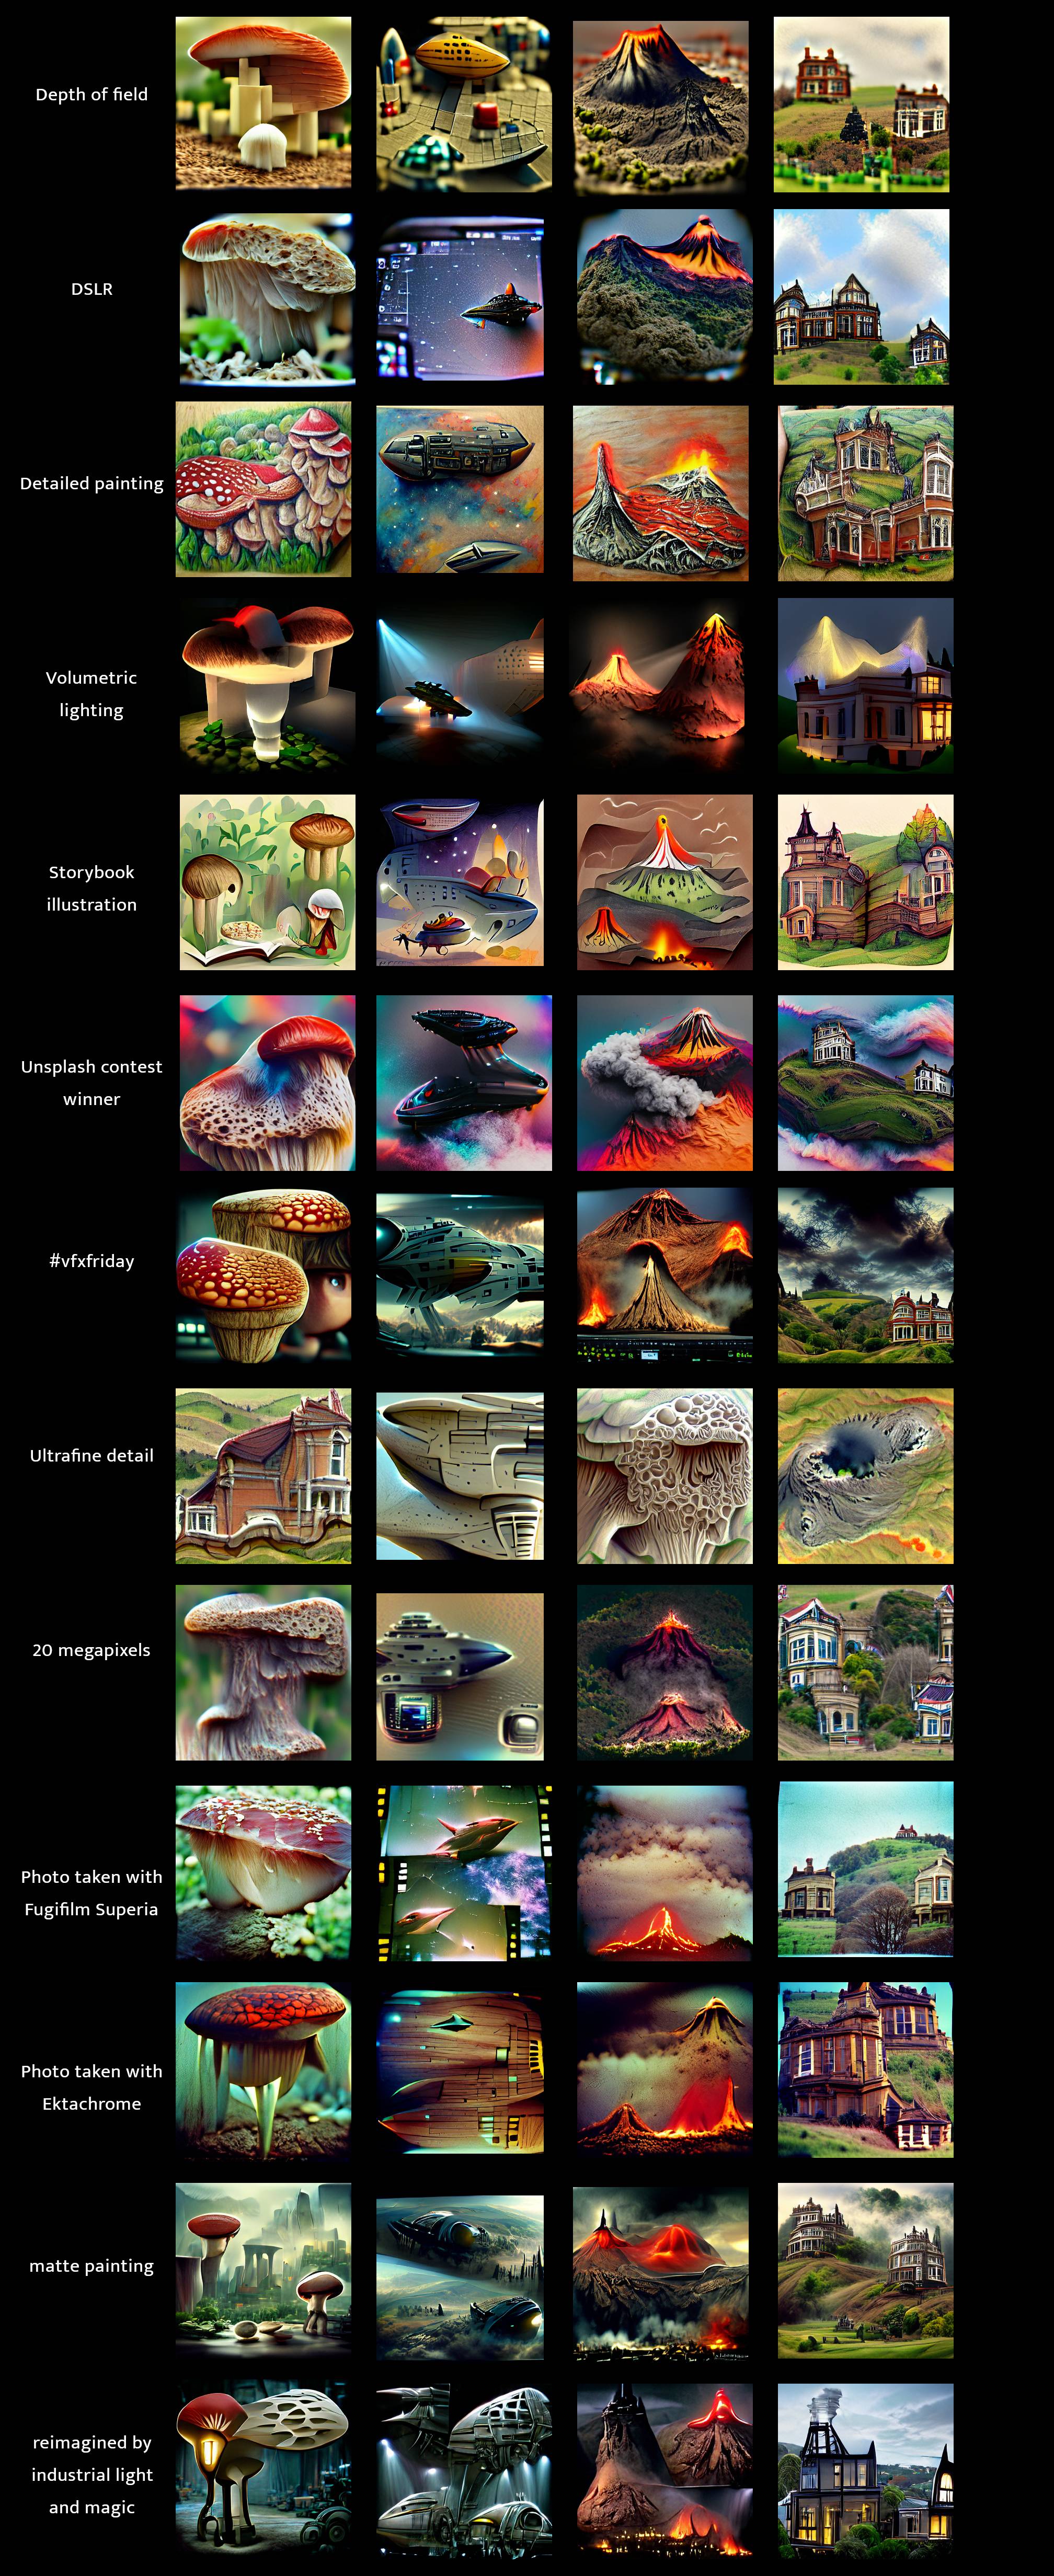 Depth of field
DSLR
Detailed painting
Volumetric
lighting
Storybook
illustration
Unsplash contest
winner
#vfxfriday
Ultrafine detail
20 megapixels
Photo taken with
Fugifilm Superia
Photo taken with
Ektachrome
matte painting
reimagined by
industrial light
and magic